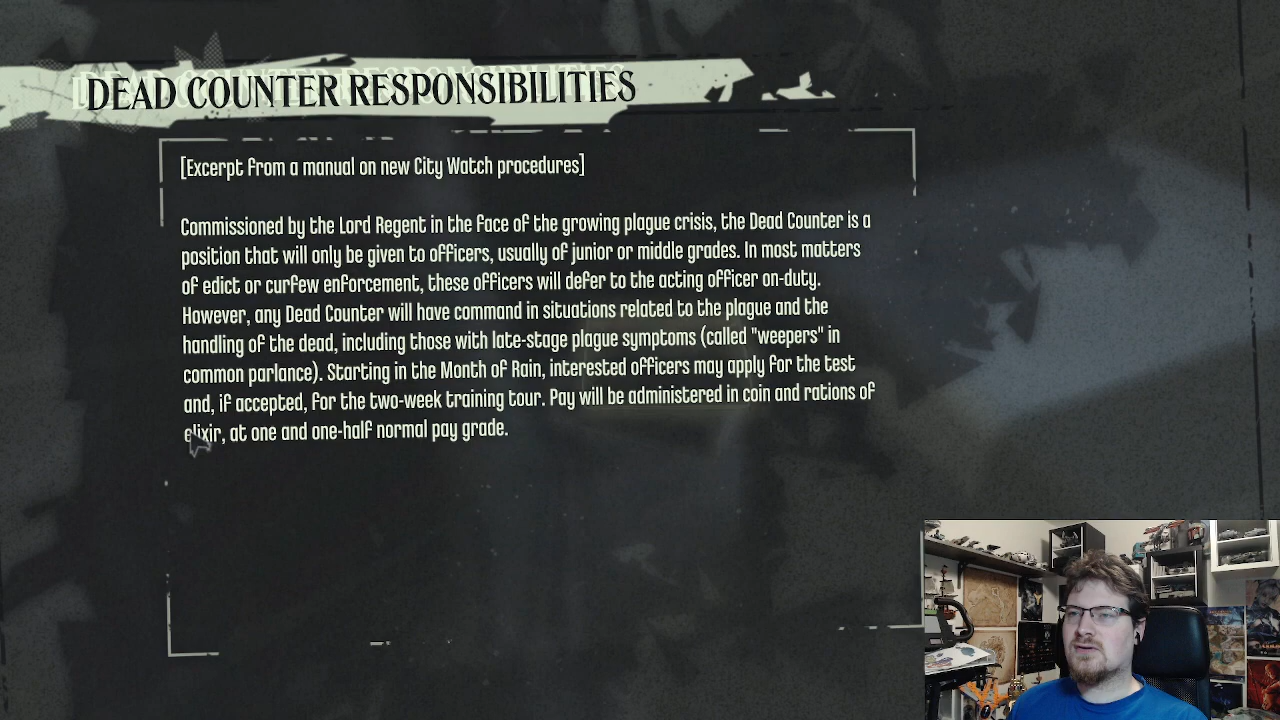 DEAD COUNTER RESPONSIBILITIES
[Excerpt from a manual on new City Watch procedures]
Commissioned by the Lord Regent in the face of the growing plague crisis, the Dead Counter is a
position that will only be given to officers, usually of junior or middle grades. In most matters
of edict or curfew enforcement, these officers will defer to the acting officer on-duty.
However, any Dead Counter will have command in situations related to the plague and the
handling of the dead, including those with late-stage plague symptoms (called "weepers" in
common parlance). Starting in the Month of Rain, interested officers may apply for the test
and, if accepted, for the two-week training tour. Pay will be administered in coin and rations of
elixir, at one and one-half normal pay grade.